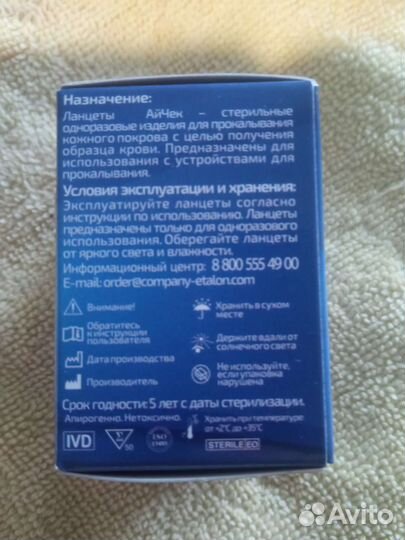 Назначение:
Ланцеты АйЧек – стерильные
одноразовые изделия для прокалывания
кожного покрова с целью получения
образца крови. Предназначены для
использования с устройствами для
прокалывания.
Условия эксплуатации и хранения:
Эксплуатируйте ланцеты согласно
инструкции по использованию. Ланцеты
предназначены только для одноразового
использования. Оберегайте ланцеты
от яркого света и влажности.
Информационный центр: 8 800 555 49 00
E-mail: order@company-etalon.com
Внимание!
Хранить в сухом
месте
Обратитесь
к инструкции
пользователя
Держите вдали от
солнечного света
Дата производства
Не используйте,
если упаковка
нарушена
Производитель
Срок годности: 5 лет с даты стерилизации.
Апирогенно. Нетоксично.
Хранить при температуре
от +2°C до +35°C
IVD
Σ
50
ISO
13485
STERILE EO
Avito